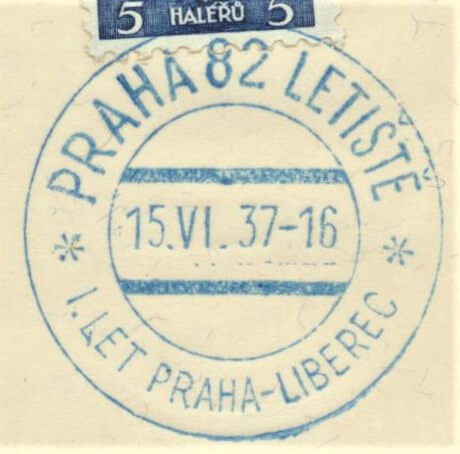 5 HALÉŘŮ 5
PRAHA 82 LETIŠTĚ
15.VI.37-16
I. LET PRAHA-LIBEREC